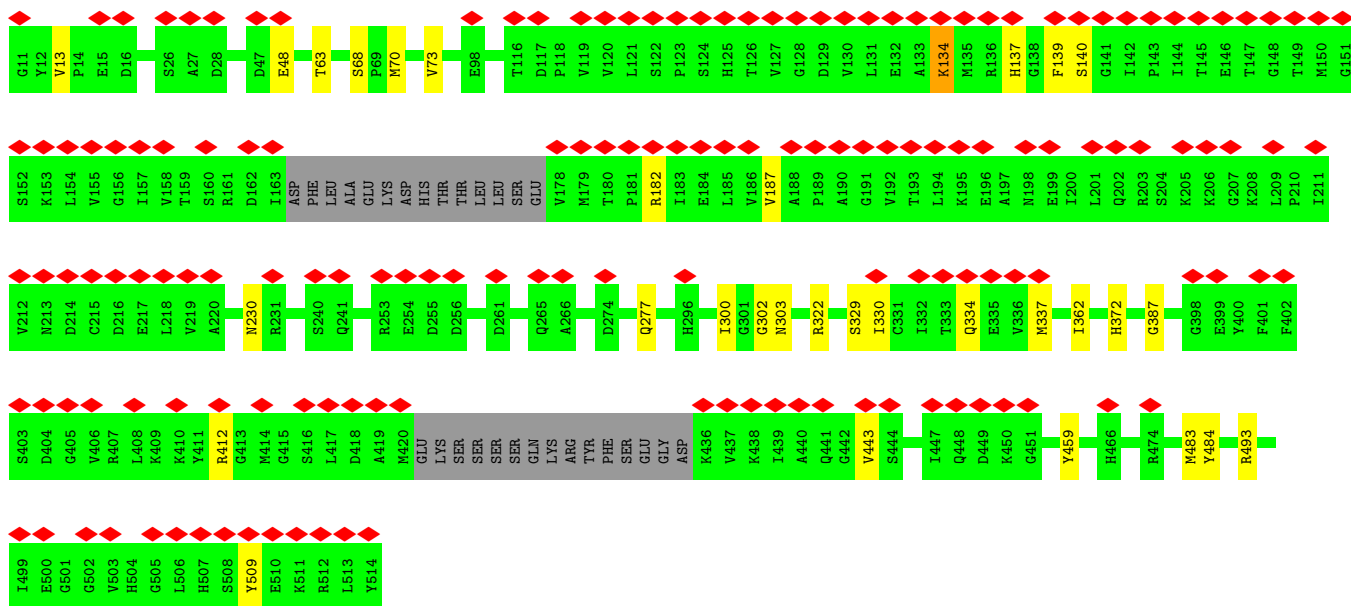 G11 Y12 V13 P14 E15 D16 S26 A27 D28 D47 E48 T63 S68 P69 M70 V73 E98 T116 D117 P118 V119 V120 L121 S122 P123 S124 H125 T126 V127 G128 D129 V130 L131 E132 A133 K134 M135 R136 H137 G138 F139 S140 G141 I142 P143 I144 T145 E146 T147 G148 T149 M150 G151
S152 K153 L154 V155 G156 I157 V158 T159 S160 R161 D162 I163 ASP PHE LEU ALA GLU LYS ASP HIS THR THR LEU LEU SER GLU V178 M179 T180 P181 R182 I183 E184 L185 V186 V187 A188 P189 A190 G191 V192 T193 L194 K195 E196 A197 N198 E199 I200 L201 Q202 R203 S204 K205 K206 G207 K208 L209 P210 I211
V212 N213 D214 C215 D216 E217 L218 V219 A220 N230 R231 S240 Q241 R253 E254 D255 D256 D261 Q265 A266 D274 Q277 H296 I300 G301 G302 N303 R322 S329 I330 C331 I332 T333 Q334 E335 V336 M337 I362 H372 G387 G398 E399 Y400 F401 F402
S403 D404 G405 V406 R407 L408 K409 K410 Y411 R412 G413 M414 G415 S416 L417 D418 A419 M420 GLU LYS SER SER SER SER GLN LYS ARG TYR PHE SER GLU GLY ASP K436 V437 K438 I439 A440 Q441 G442 V443 S444 I447 Q448 D449 K450 G451 Y459 H466 R474 M483 Y484 R493
I499 E500 G501 G502 V503 H504 G505 L506 H507 S508 Y509 E510 K511 R512 L513 Y514